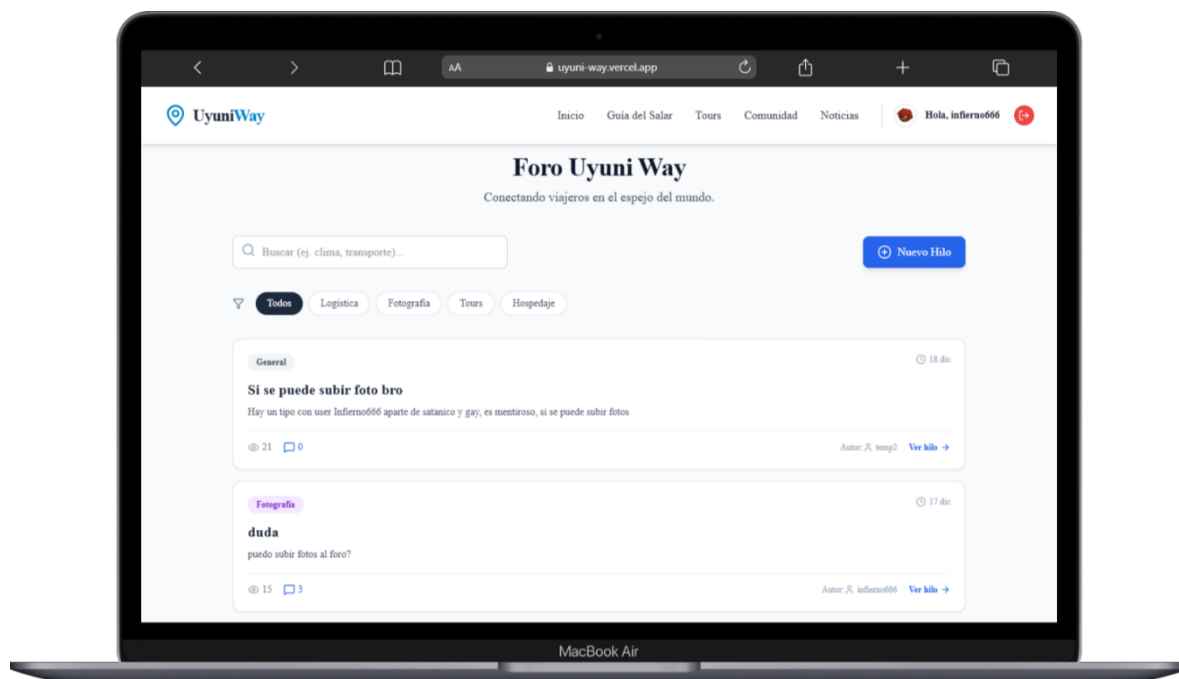 AA
uyuni-way.vercel.app
UyuniWay
Inicio Guía del Salar Tours Comunidad Noticias Hola, infierno666
Foro Uyuni Way
Conectando viajeros en el espejo del mundo.
Buscar (ej. clima, transporte)...
Nuevo Hilo
Todos Logística Fotografía Tours Hospedaje
General 18 dic
Si se puede subir foto bro
Hay un tipo con user Infierno666 aparte de satanico y gay, es mentiroso, si se puede subir fotos
21 0 Autor: temp2 Ver hilo →
Fotografía 17 dic
duda
puedo subir fotos al foro?
15 3 Autor: infierno666 Ver hilo →
MacBook Air